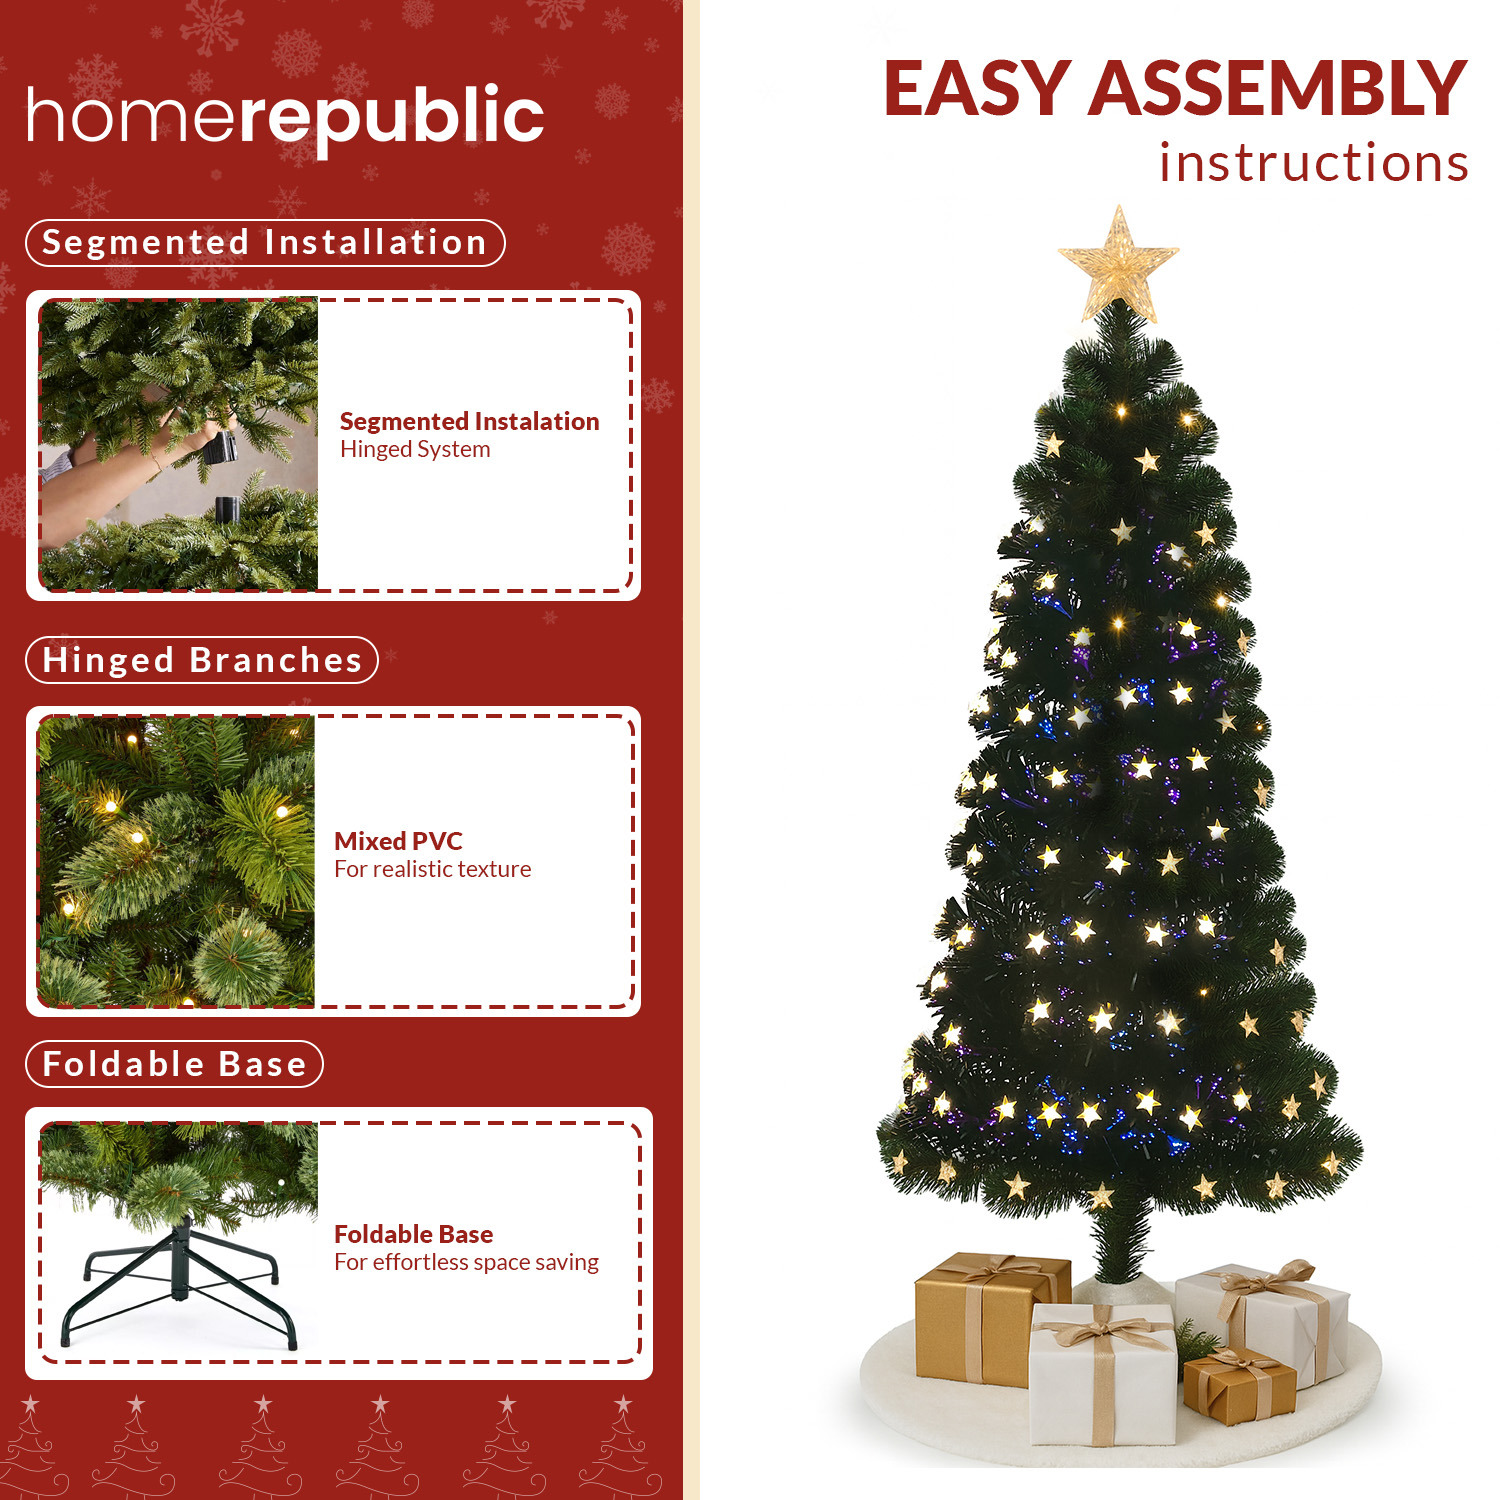 homerepublic
Segmented Installation
Segmented Instalation
Hinged System
Hinged Branches
Mixed PVC
For realistic texture
Foldable Base
Foldable Base
For effortless space saving
EASY ASSEMBLY
instructions